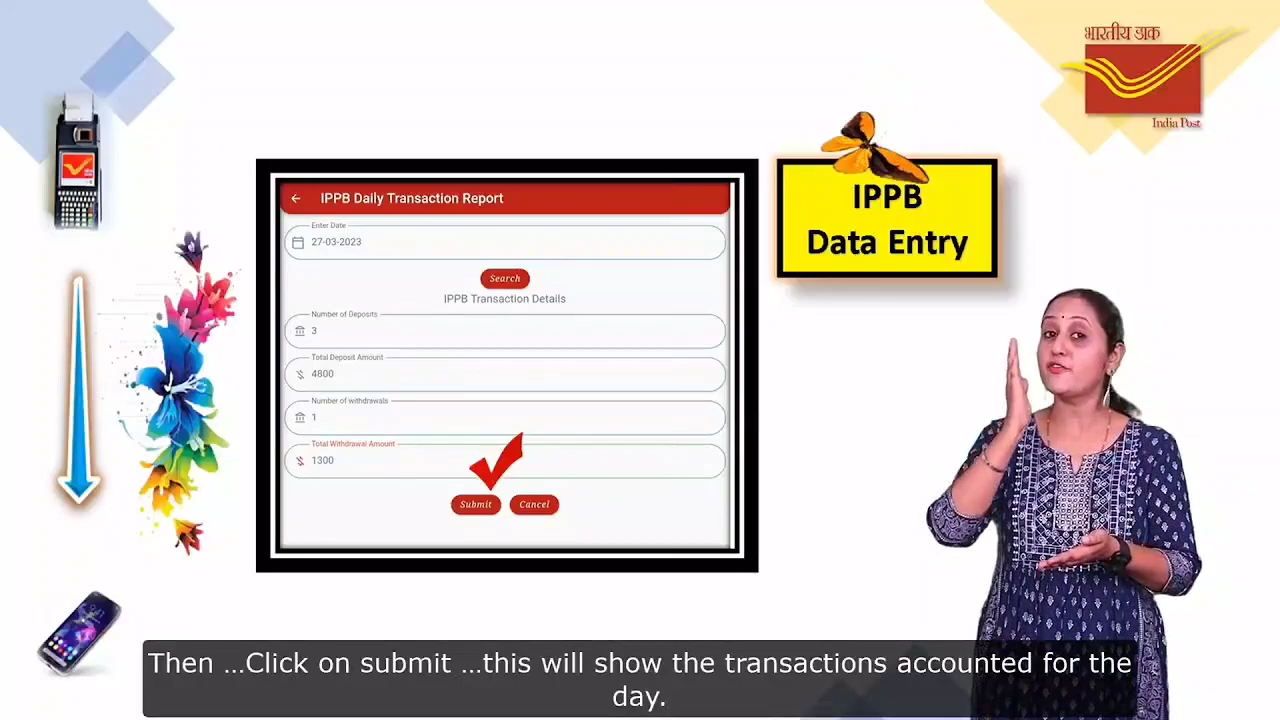 भारतीय डाक
India Post
IPPB
Data Entry
IPPB Daily Transaction Report
Enter Date
27-03-2023
Search
IPPB Transaction Details
Number of Deposits
3
Total Deposit Amount
4800
Number of withdrawals
1
Total Withdrawal Amount
1300
Submit
Cancel
Then ...Click on submit ...this will show the transactions accounted for the
day.